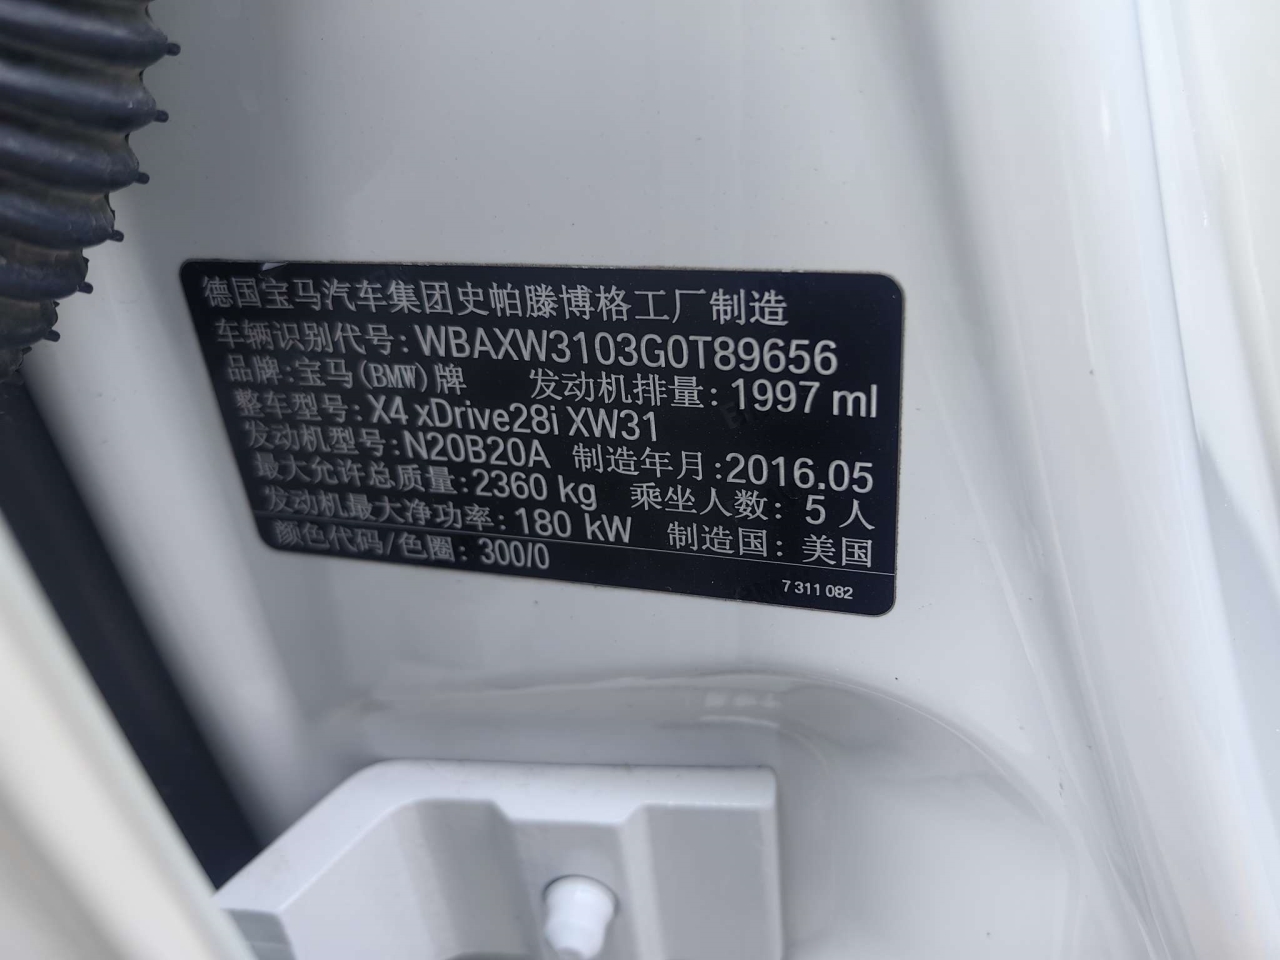 德国宝马汽车集团史帕滕博格工厂制造
车辆识别代号: WBAXW3103G0T89656
品牌: 宝马(BMW)牌 发动机排量: 1997 ml
整车型号: X4 xDrive28i XW31
发动机型号: N20B20A 制造年月: 2016.05
最大允许总质量: 2360 kg 乘坐人数: 5 人
发动机最大净功率: 180 kW 制造国: 美国
颜色代码/色圈: 300/0
7 311 082